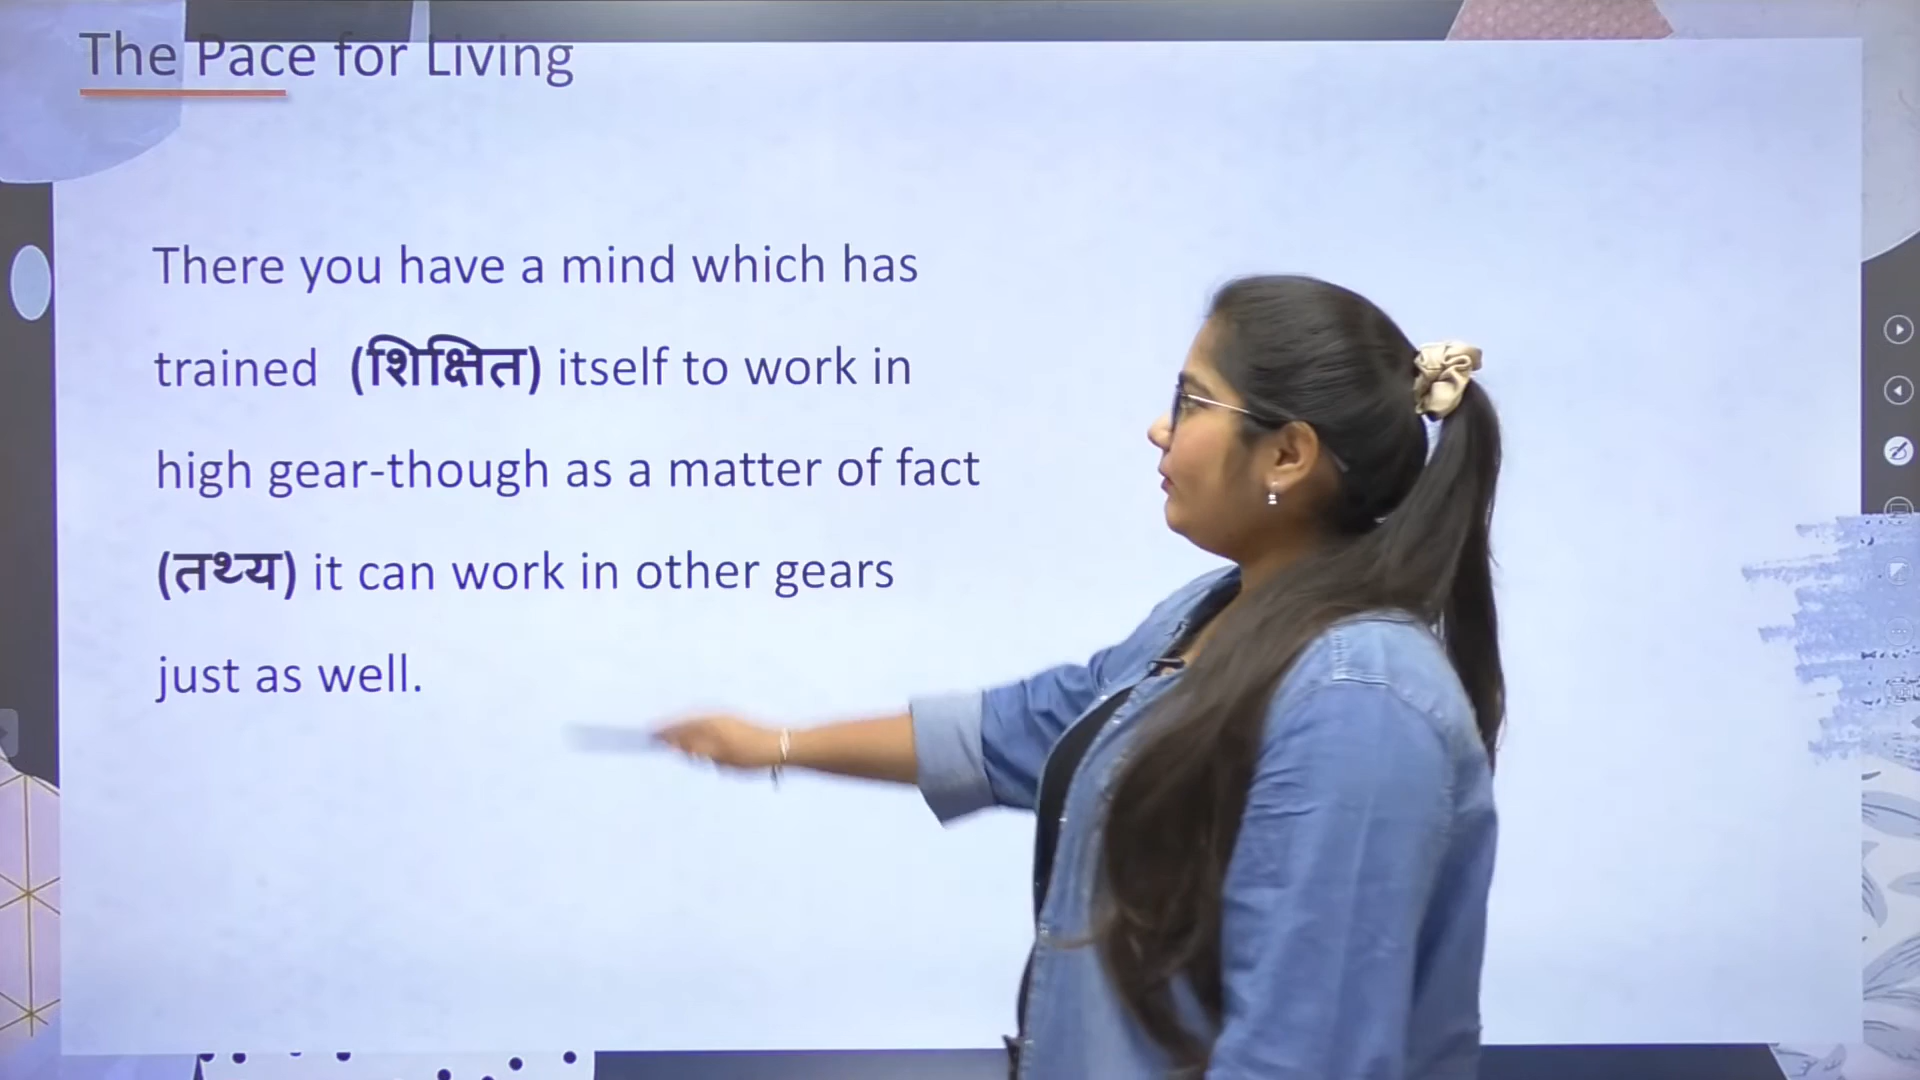 The Pace for Living
There you have a mind which has
trained (शिक्षित) itself to work in
high gear-though as a matter of fact
(तथ्य) it can work in other gears
just as well.